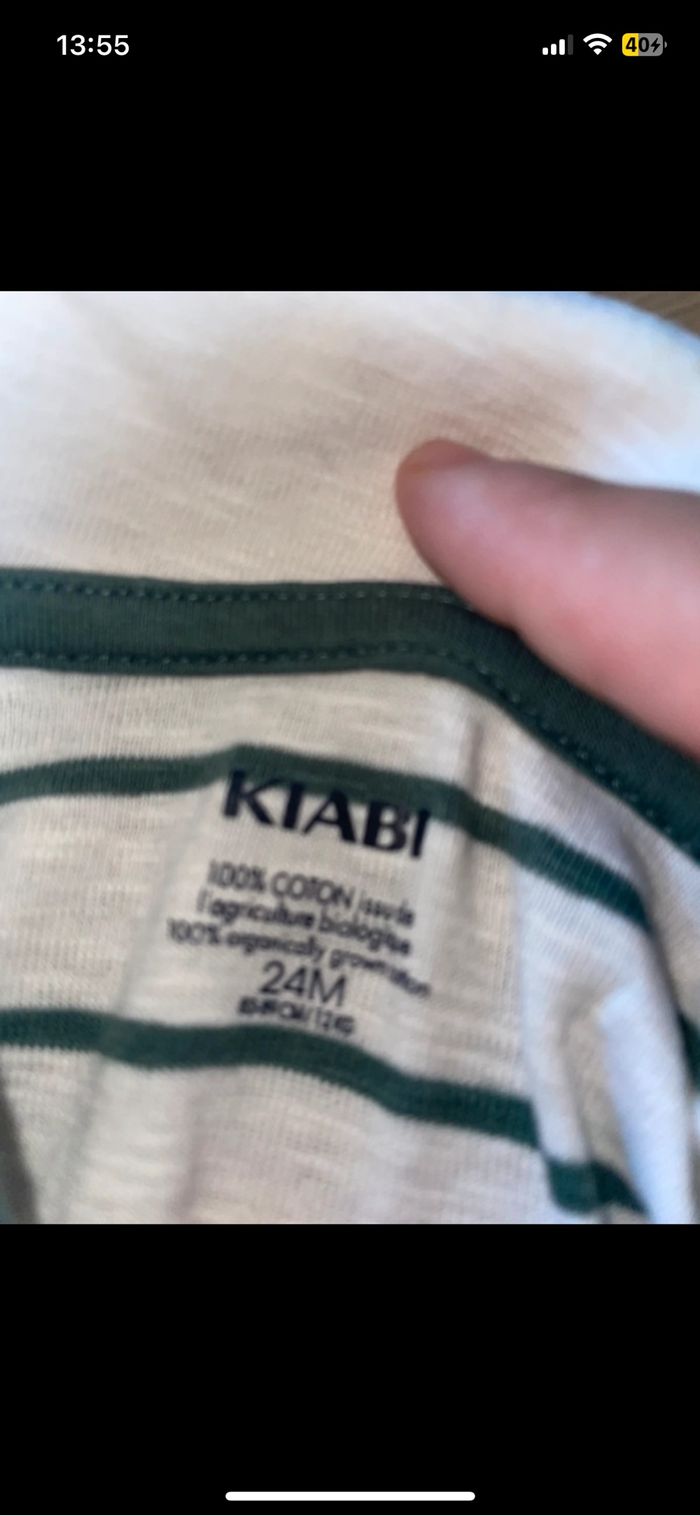 13:55
40
KIABI
100% COTON issu de
l'agriculture biologique
100% organically grown cotton
24M